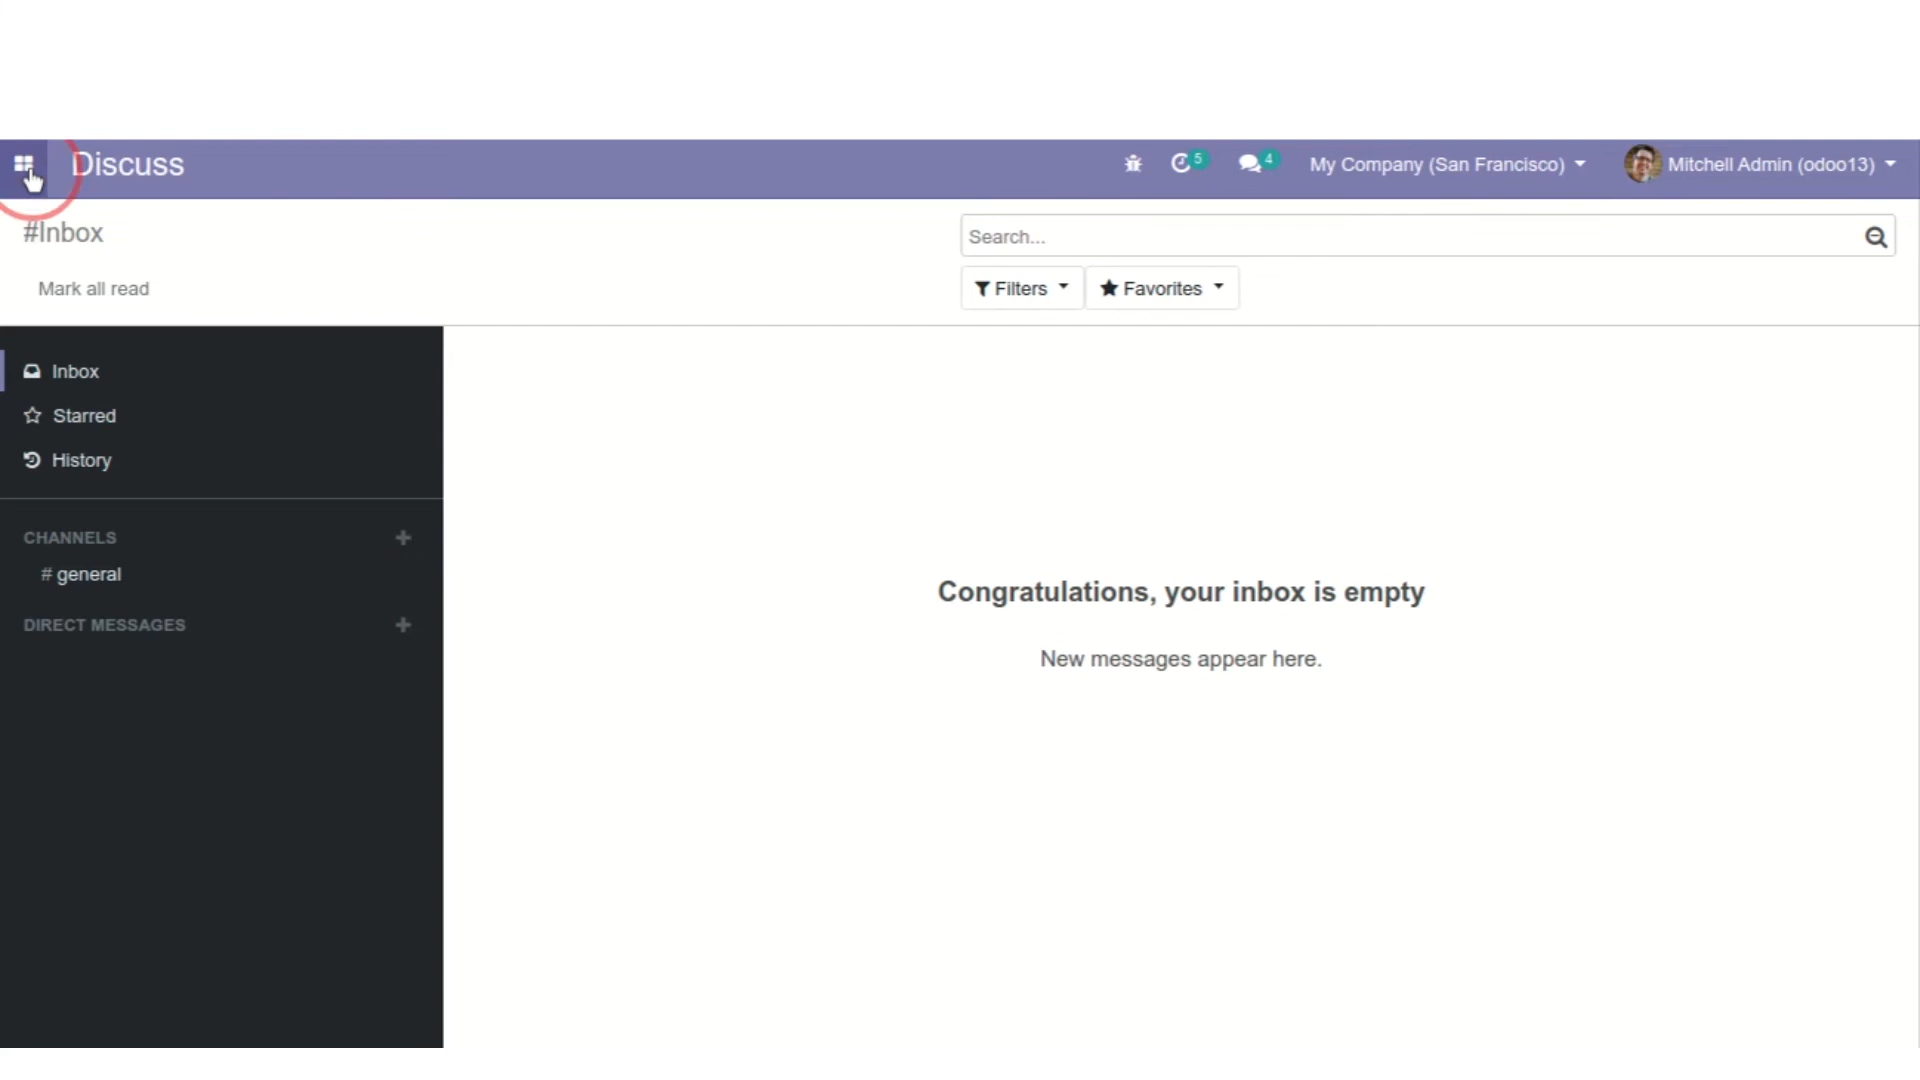 Discuss
5
4
My Company (San Francisco)
Mitchell Admin (odoo13)
#Inbox
Search...
Mark all read
Filters
Favorites
Inbox
Starred
History
CHANNELS
# general
DIRECT MESSAGES
Congratulations, your inbox is empty
New messages appear here.